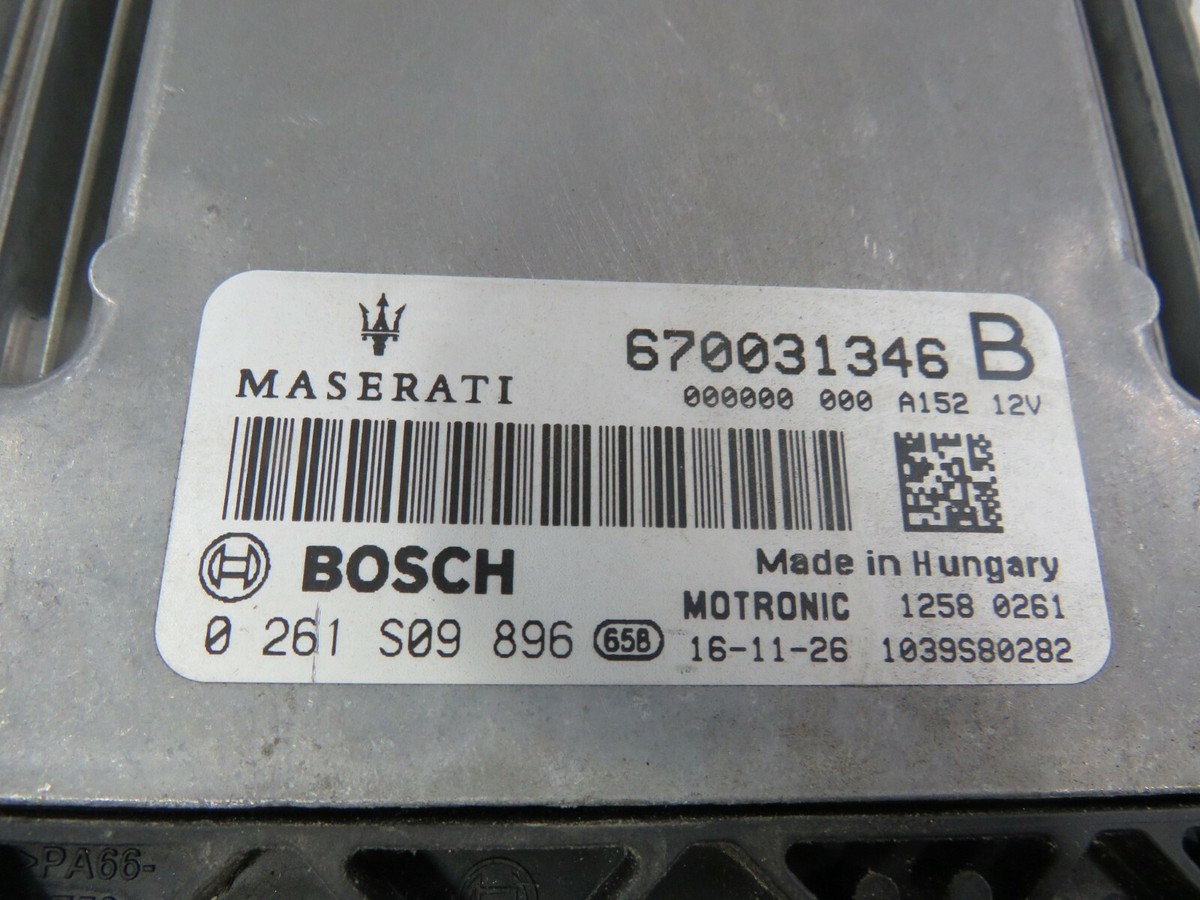 670031346 B
MASERATI
000000 000 A152 12V
BOSCH
Made in Hungary
MOTRONIC 1258 0261
0 261 S09 896 658 16-11-26 1039S80282
>PA66-